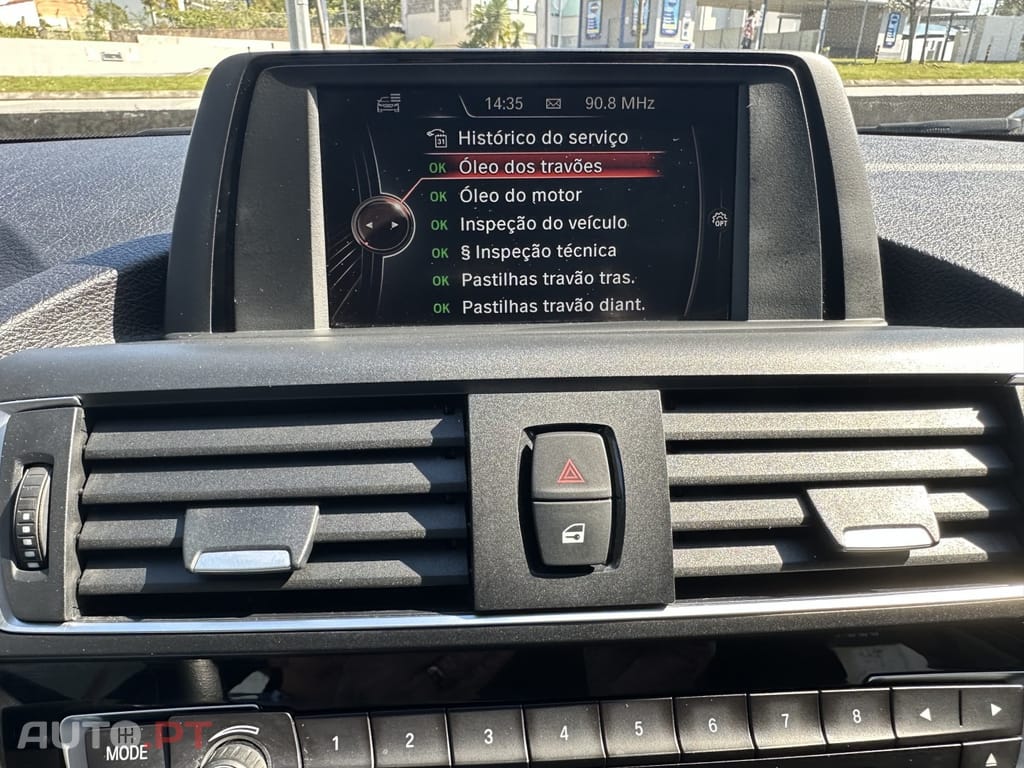 14:35 90.8 MHz
31 Histórico do serviço
OK Óleo dos travões
OK Óleo do motor
OK Inspeção do veículo
OPT
OK § Inspeção técnica
OK Pastilhas travão tras.
OK Pastilhas travão diant.
AUTO.PT
MODE
1 2 3 4 5 6 7 8